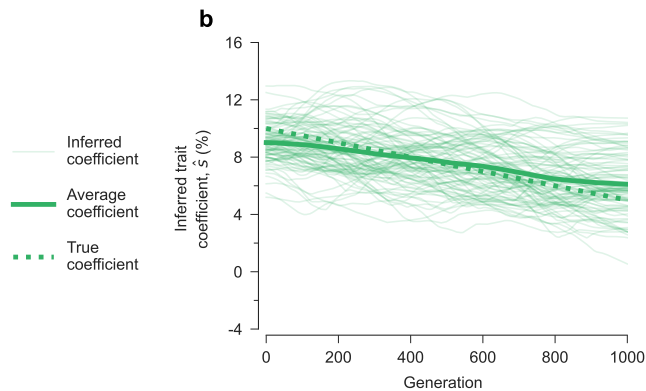 b
Inferred
coefficient
Average
coefficient
True
coefficient
Inferred trait
coefficient, ŝ (%)
16
12
8
4
0
-4
0
200
400
600
800
1000
Generation